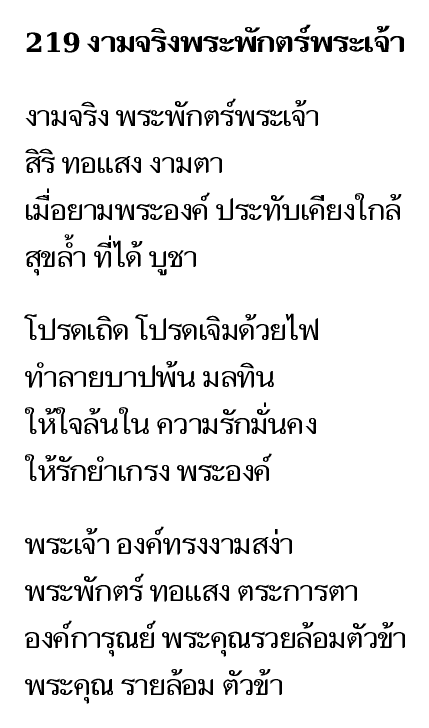 219 งามจริงพระพักตร์พระเจ้า
งามจริง พระพักตร์พระเจ้า
สิริ ทอแสง งามตา
เมื่อยามพระองค์ ประทับเคียงใกล้
สุขล้ำ ที่ได้ บูชา
โปรดเถิด โปรดเจิมด้วยไฟ
ทำลายบาปพ้น มลทิน
ให้ใจล้นใน ความรักมั่นคง
ให้รักยำเกรง พระองค์
พระเจ้า องค์ทรงงามสง่า
พระพักตร์ ทอแสง ตระการตา
องค์การุณย์ พระคุณรวยล้อมตัวข้า
พระคุณ รายล้อม ตัวข้า